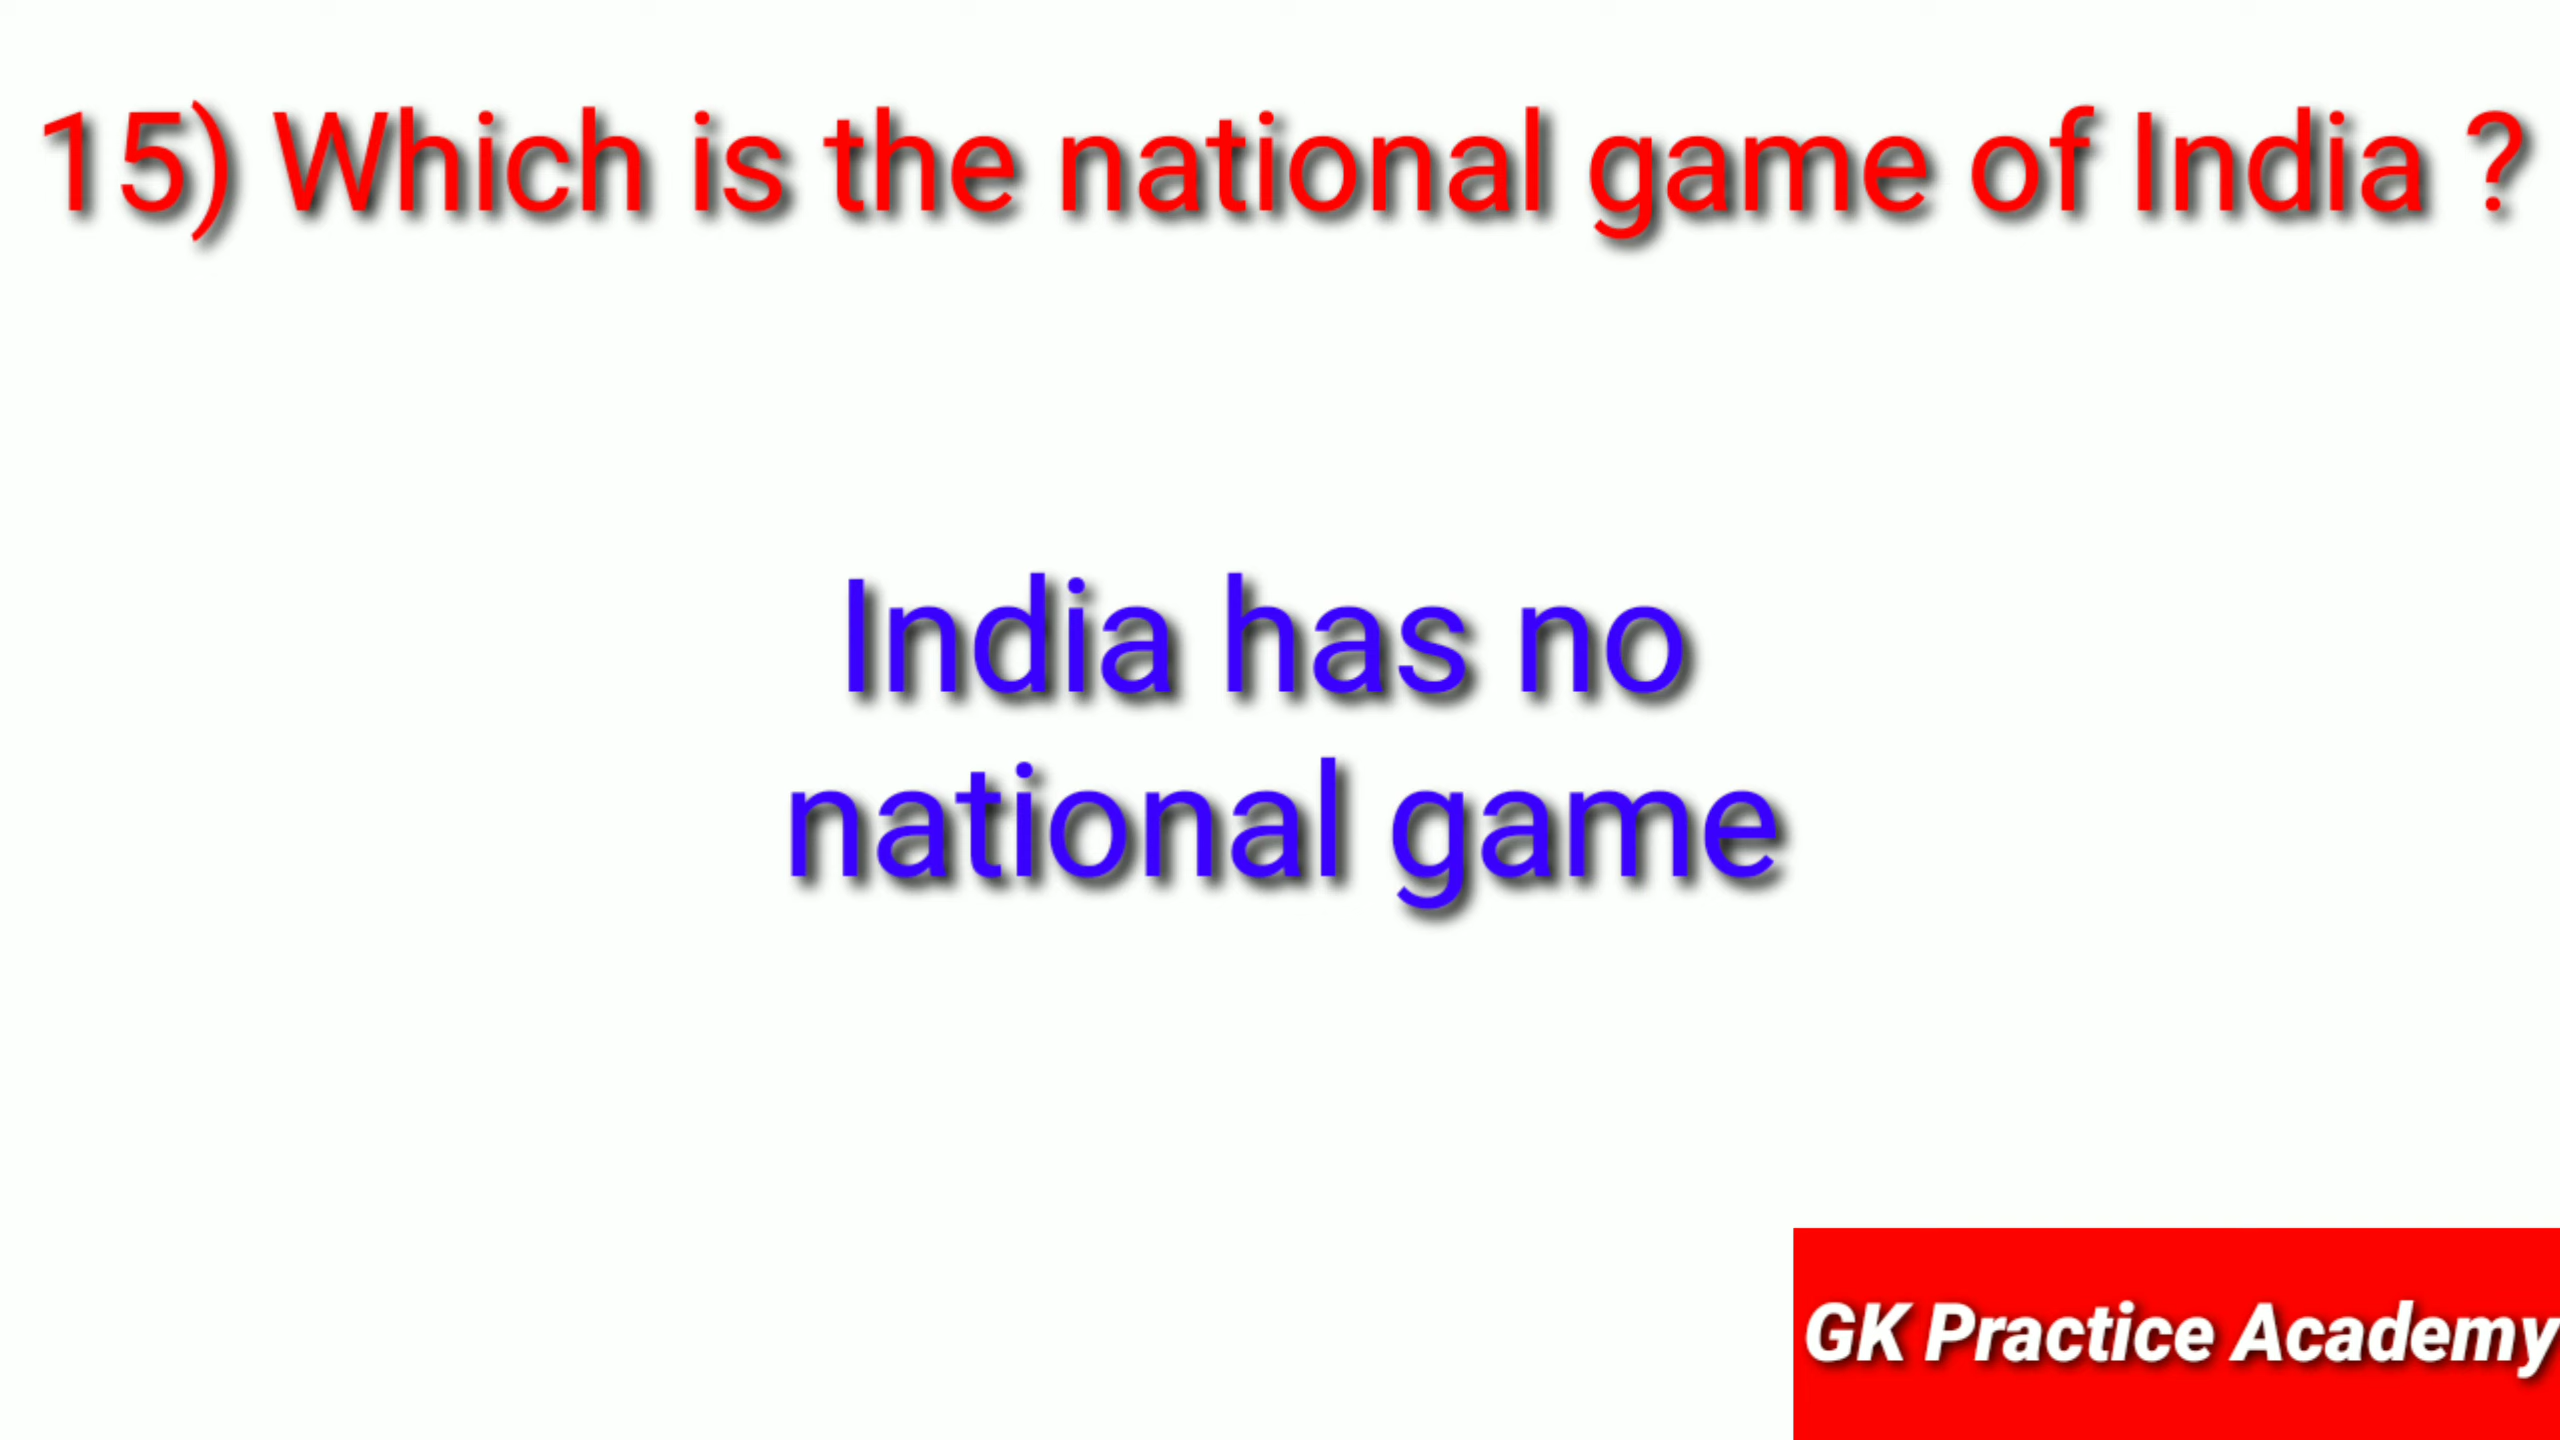 15) Which is the national game of India ?
India has no
national game
GK Practice Academy